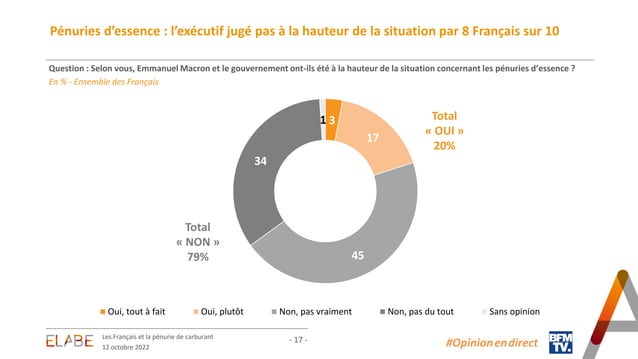 Pénuries d’essence : l’exécutif jugé pas à la hauteur de la situation par 8 Français sur 10
Question : Selon vous, Emmanuel Macron et le gouvernement ont-ils été à la hauteur de la situation concernant les pénuries d’essence ?
En % - Ensemble des Français
1
3
17
Total
« OUI »
20%
34
Total
« NON »
79%
45
Oui, tout à fait
Oui, plutôt
Non, pas vraiment
Non, pas du tout
Sans opinion
ELABE
Les Français et la pénurie de carburant
12 octobre 2022
- 17 -
#Opinion en direct
BFM
TV.